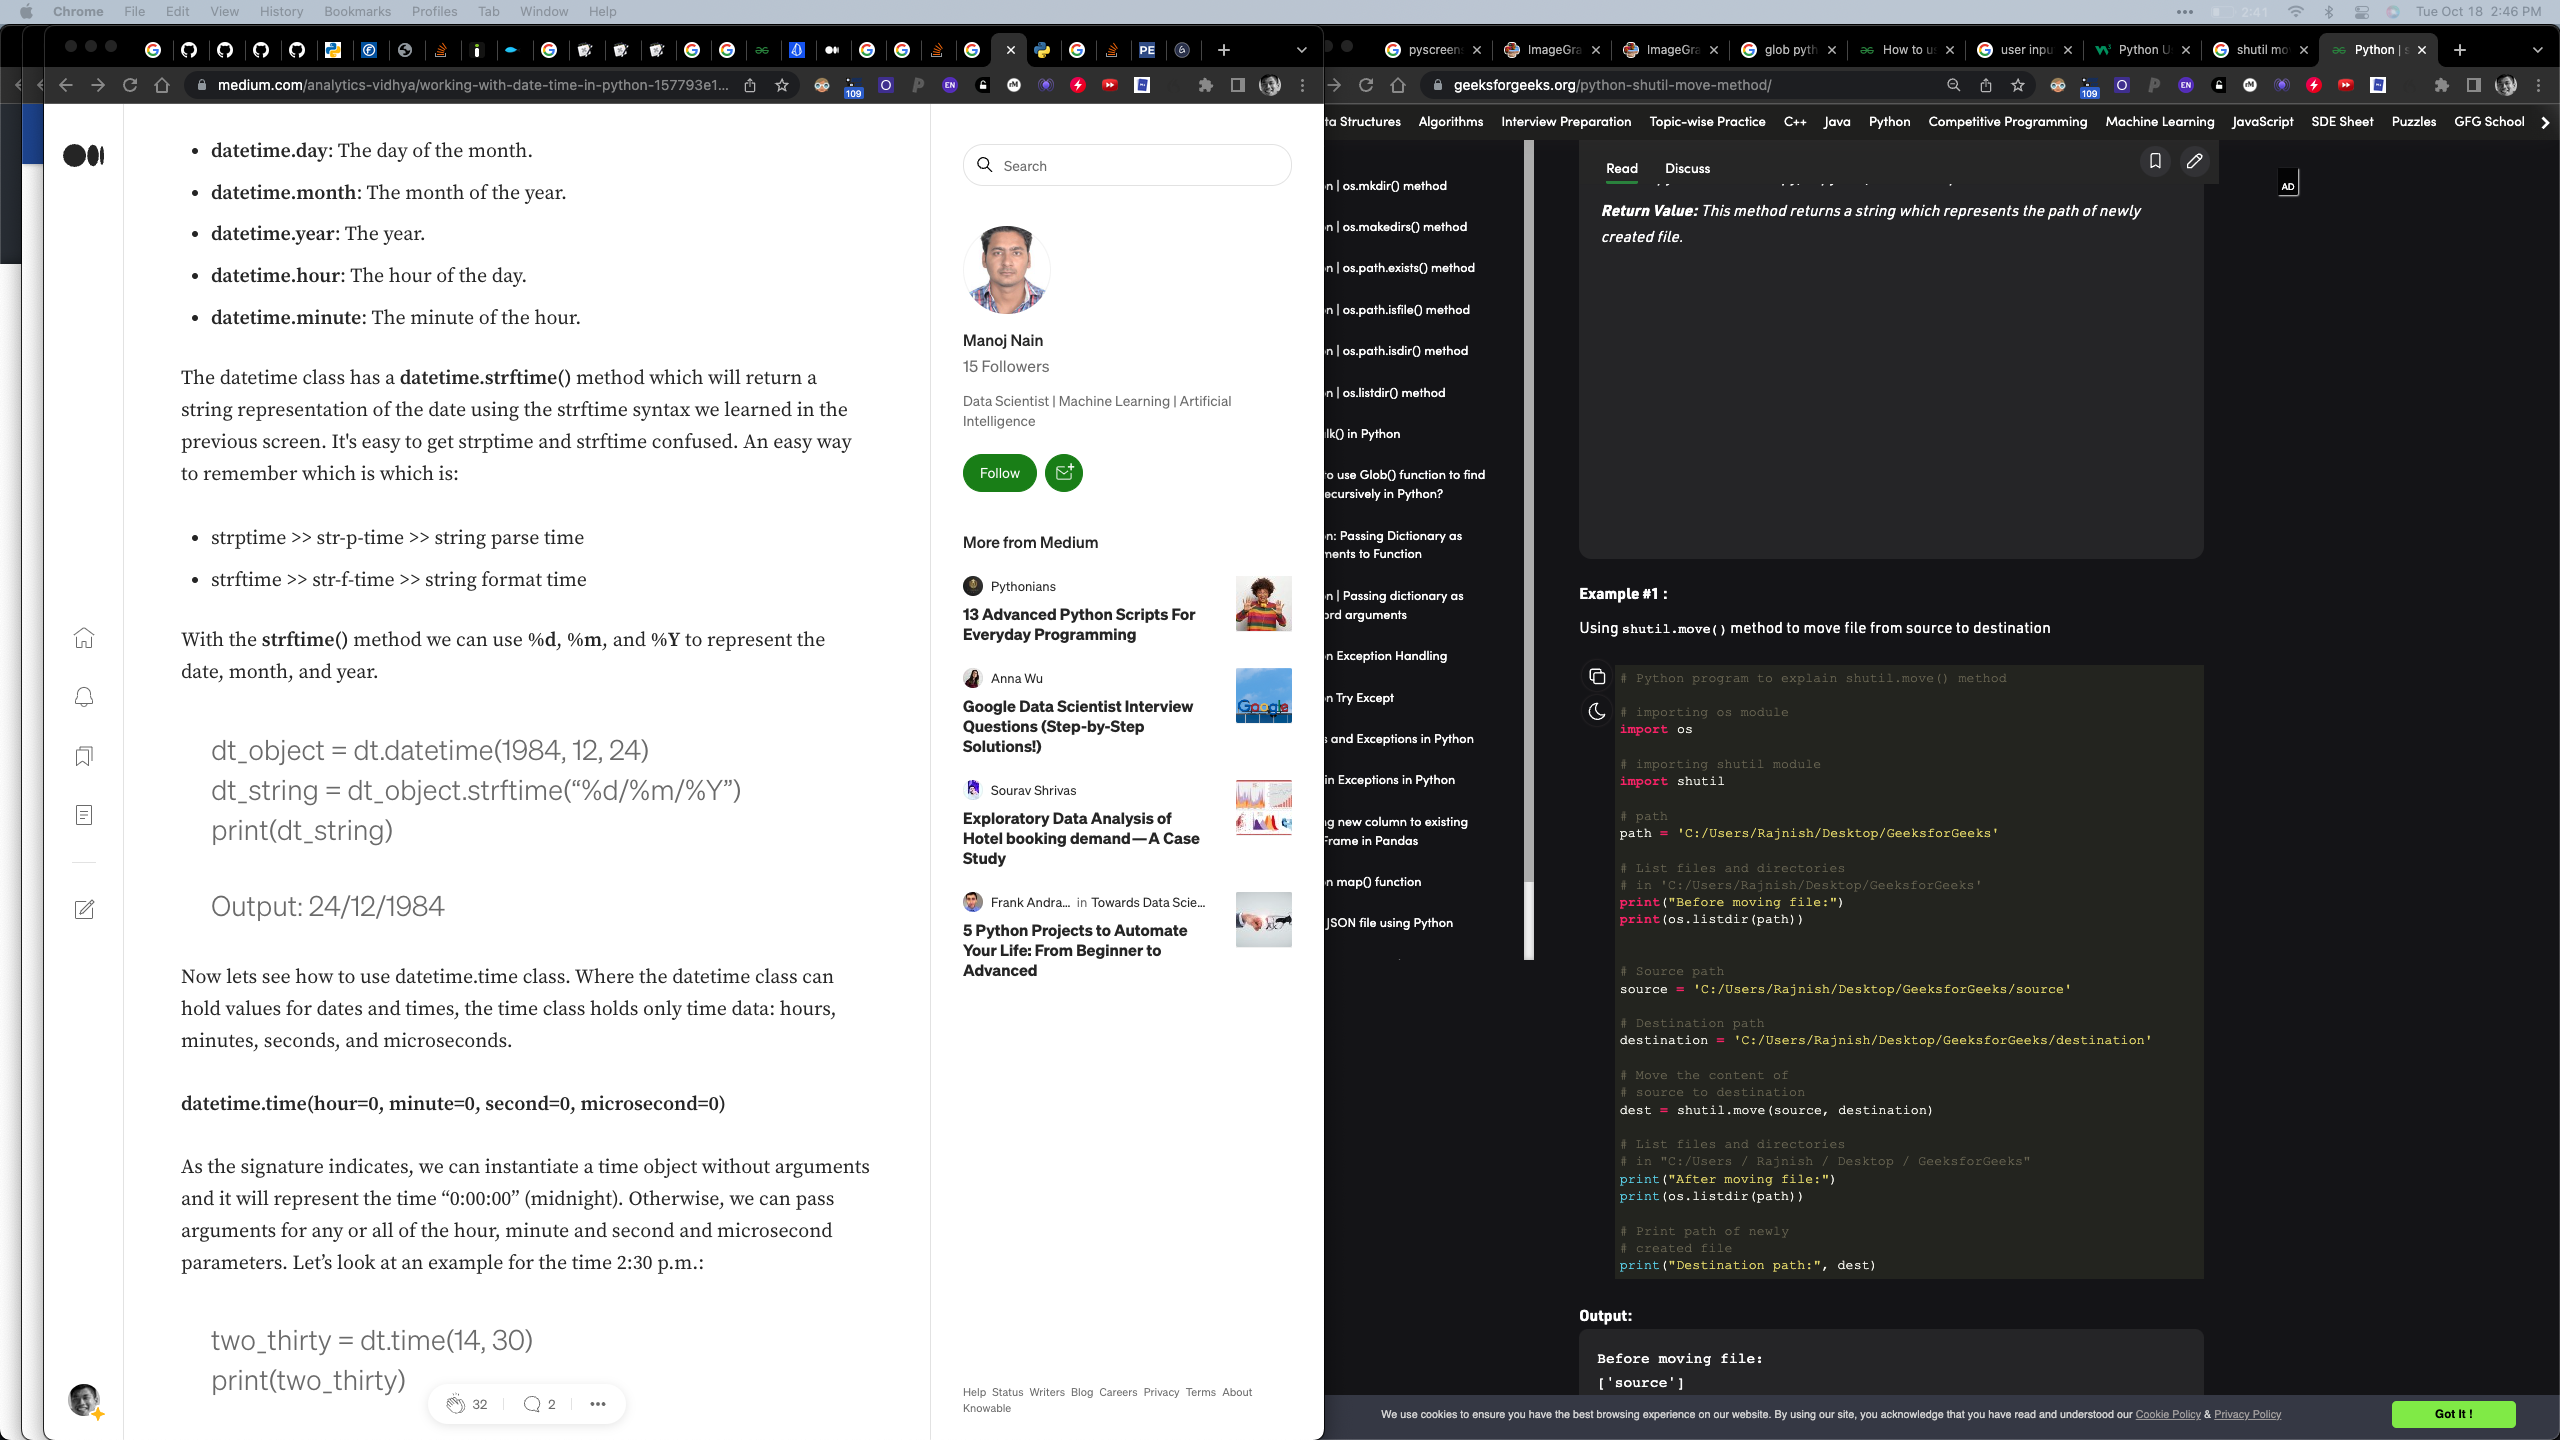 Chrome File Edit View History Bookmarks Profiles Tab Window Help
2:41 Tue Oct 18 2:46 PM
PE
medium.com/analytics-vidhya/working-with-date-time-in-python-157793e1...
109
EN
datetime.day: The day of the month.
datetime.month: The month of the year.
datetime.year: The year.
datetime.hour: The hour of the day.
datetime.minute: The minute of the hour.
The datetime class has a datetime.strftime() method which will return a
string representation of the date using the strftime syntax we learned in the
previous screen. It's easy to get strptime and strftime confused. An easy way
to remember which is which is:
strptime >> str-p-time >> string parse time
strftime >> str-f-time >> string format time
With the strftime() method we can use %d, %m, and %Y to represent the
date, month, and year.
dt_object = dt.datetime(1984, 12, 24)
dt_string = dt_object.strftime(“%d/%m/%Y”)
print(dt_string)
Output: 24/12/1984
Now lets see how to use datetime.time class. Where the datetime class can
hold values for dates and times, the time class holds only time data: hours,
minutes, seconds, and microseconds.
datetime.time(hour=0, minute=0, second=0, microsecond=0)
As the signature indicates, we can instantiate a time object without arguments
and it will represent the time “0:00:00” (midnight). Otherwise, we can pass
arguments for any or all of the hour, minute and second and microsecond
parameters. Let’s look at an example for the time 2:30 p.m.:
two_thirty = dt.time(14, 30)
print(two_thirty)
32 2
Search
Manoj Nain
15 Followers
Data Scientist | Machine Learning | Artificial
Intelligence
Follow
More from Medium
Pythonians
13 Advanced Python Scripts For
Everyday Programming
Anna Wu
Google Data Scientist Interview
Questions (Step-by-Step
Solutions!)
Google
Sourav Shrivas
Exploratory Data Analysis of
Hotel booking demand—A Case
Study
Frank Andra... in Towards Data Scie...
5 Python Projects to Automate
Your Life: From Beginner to
Advanced
Help Status Writers Blog Careers Privacy Terms About
Knowable
pyscreen ImageGra ImageGra glob pyth How to u user inpu Python U shutil mo Python | s
geeksforgeeks.org/python-shutil-move-method/
109
EN
ta Structures Algorithms Interview Preparation Topic-wise Practice C++ Java Python Competitive Programming Machine Learning JavaScript SDE Sheet Puzzles GFG School
n | os.mkdir() method
n | os.makedirs() method
n | os.path.exists() method
n | os.path.isfile() method
n | os.path.isdir() method
n | os.listdir() method
lk() in Python
o use Glob() function to find
ecursively in Python?
n: Passing Dictionary as
ments to Function
n | Passing dictionary as
ord arguments
n Exception Handling
n Try Except
s and Exceptions in Python
in Exceptions in Python
ng new column to existing
Frame in Pandas
n map() function
JSON file using Python
Read Discuss
AD
Return Value: This method returns a string which represents the path of newly
created file.
Example #1 :
Using shutil.move() method to move file from source to destination
# Python program to explain shutil.move() method
# importing os module
import os
# importing shutil module
import shutil
# path
path = 'C:/Users/Rajnish/Desktop/GeeksforGeeks'
# List files and directories
# in 'C:/Users/Rajnish/Desktop/GeeksforGeeks'
print("Before moving file:")
print(os.listdir(path))
# Source path
source = 'C:/Users/Rajnish/Desktop/GeeksforGeeks/source'
# Destination path
destination = 'C:/Users/Rajnish/Desktop/GeeksforGeeks/destination'
# Move the content of
# source to destination
dest = shutil.move(source, destination)
# List files and directories
# in "C:/Users / Rajnish / Desktop / GeeksforGeeks"
print("After moving file:")
print(os.listdir(path))
# Print path of newly
# created file
print("Destination path:", dest)
Output:
Before moving file:
['source']
We use cookies to ensure you have the best browsing experience on our website. By using our site, you acknowledge that you have read and understood our Cookie Policy & Privacy Policy
Got It !